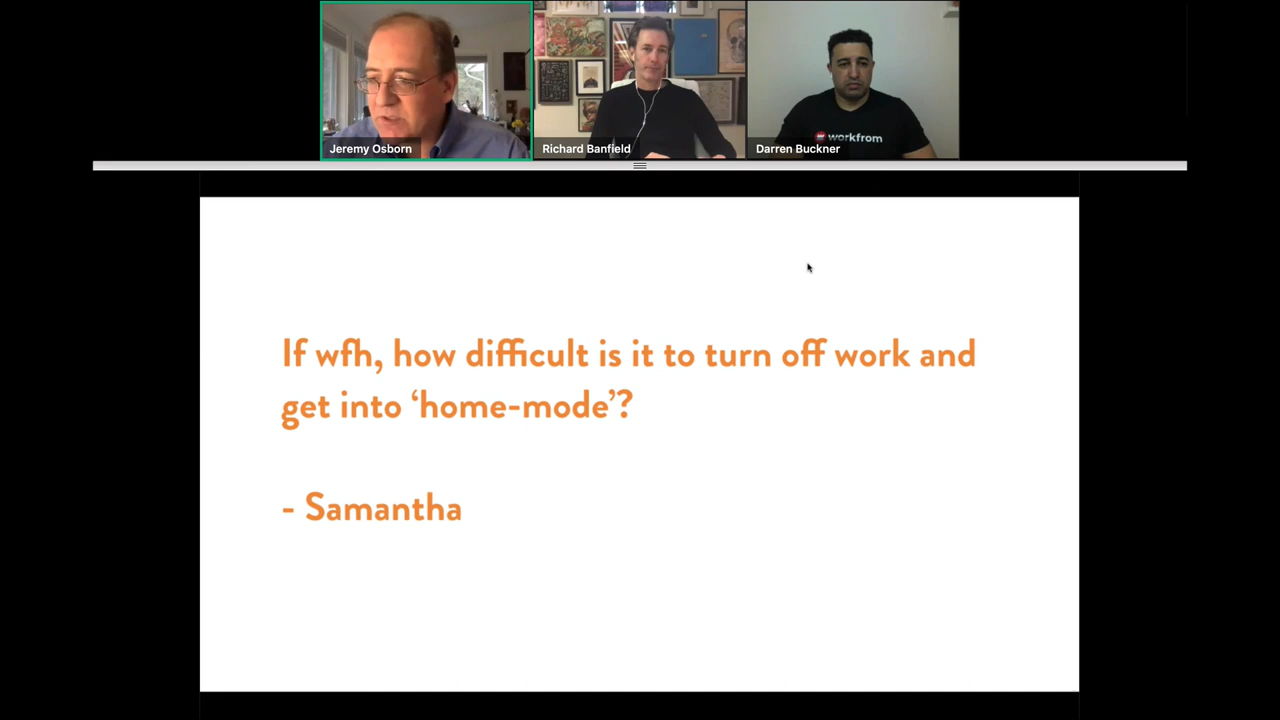 Jeremy Osborn
Richard Banfield
Darren Buckner
workfrom
If wfh, how difficult is it to turn off work and
get into ‘home-mode’?
- Samantha